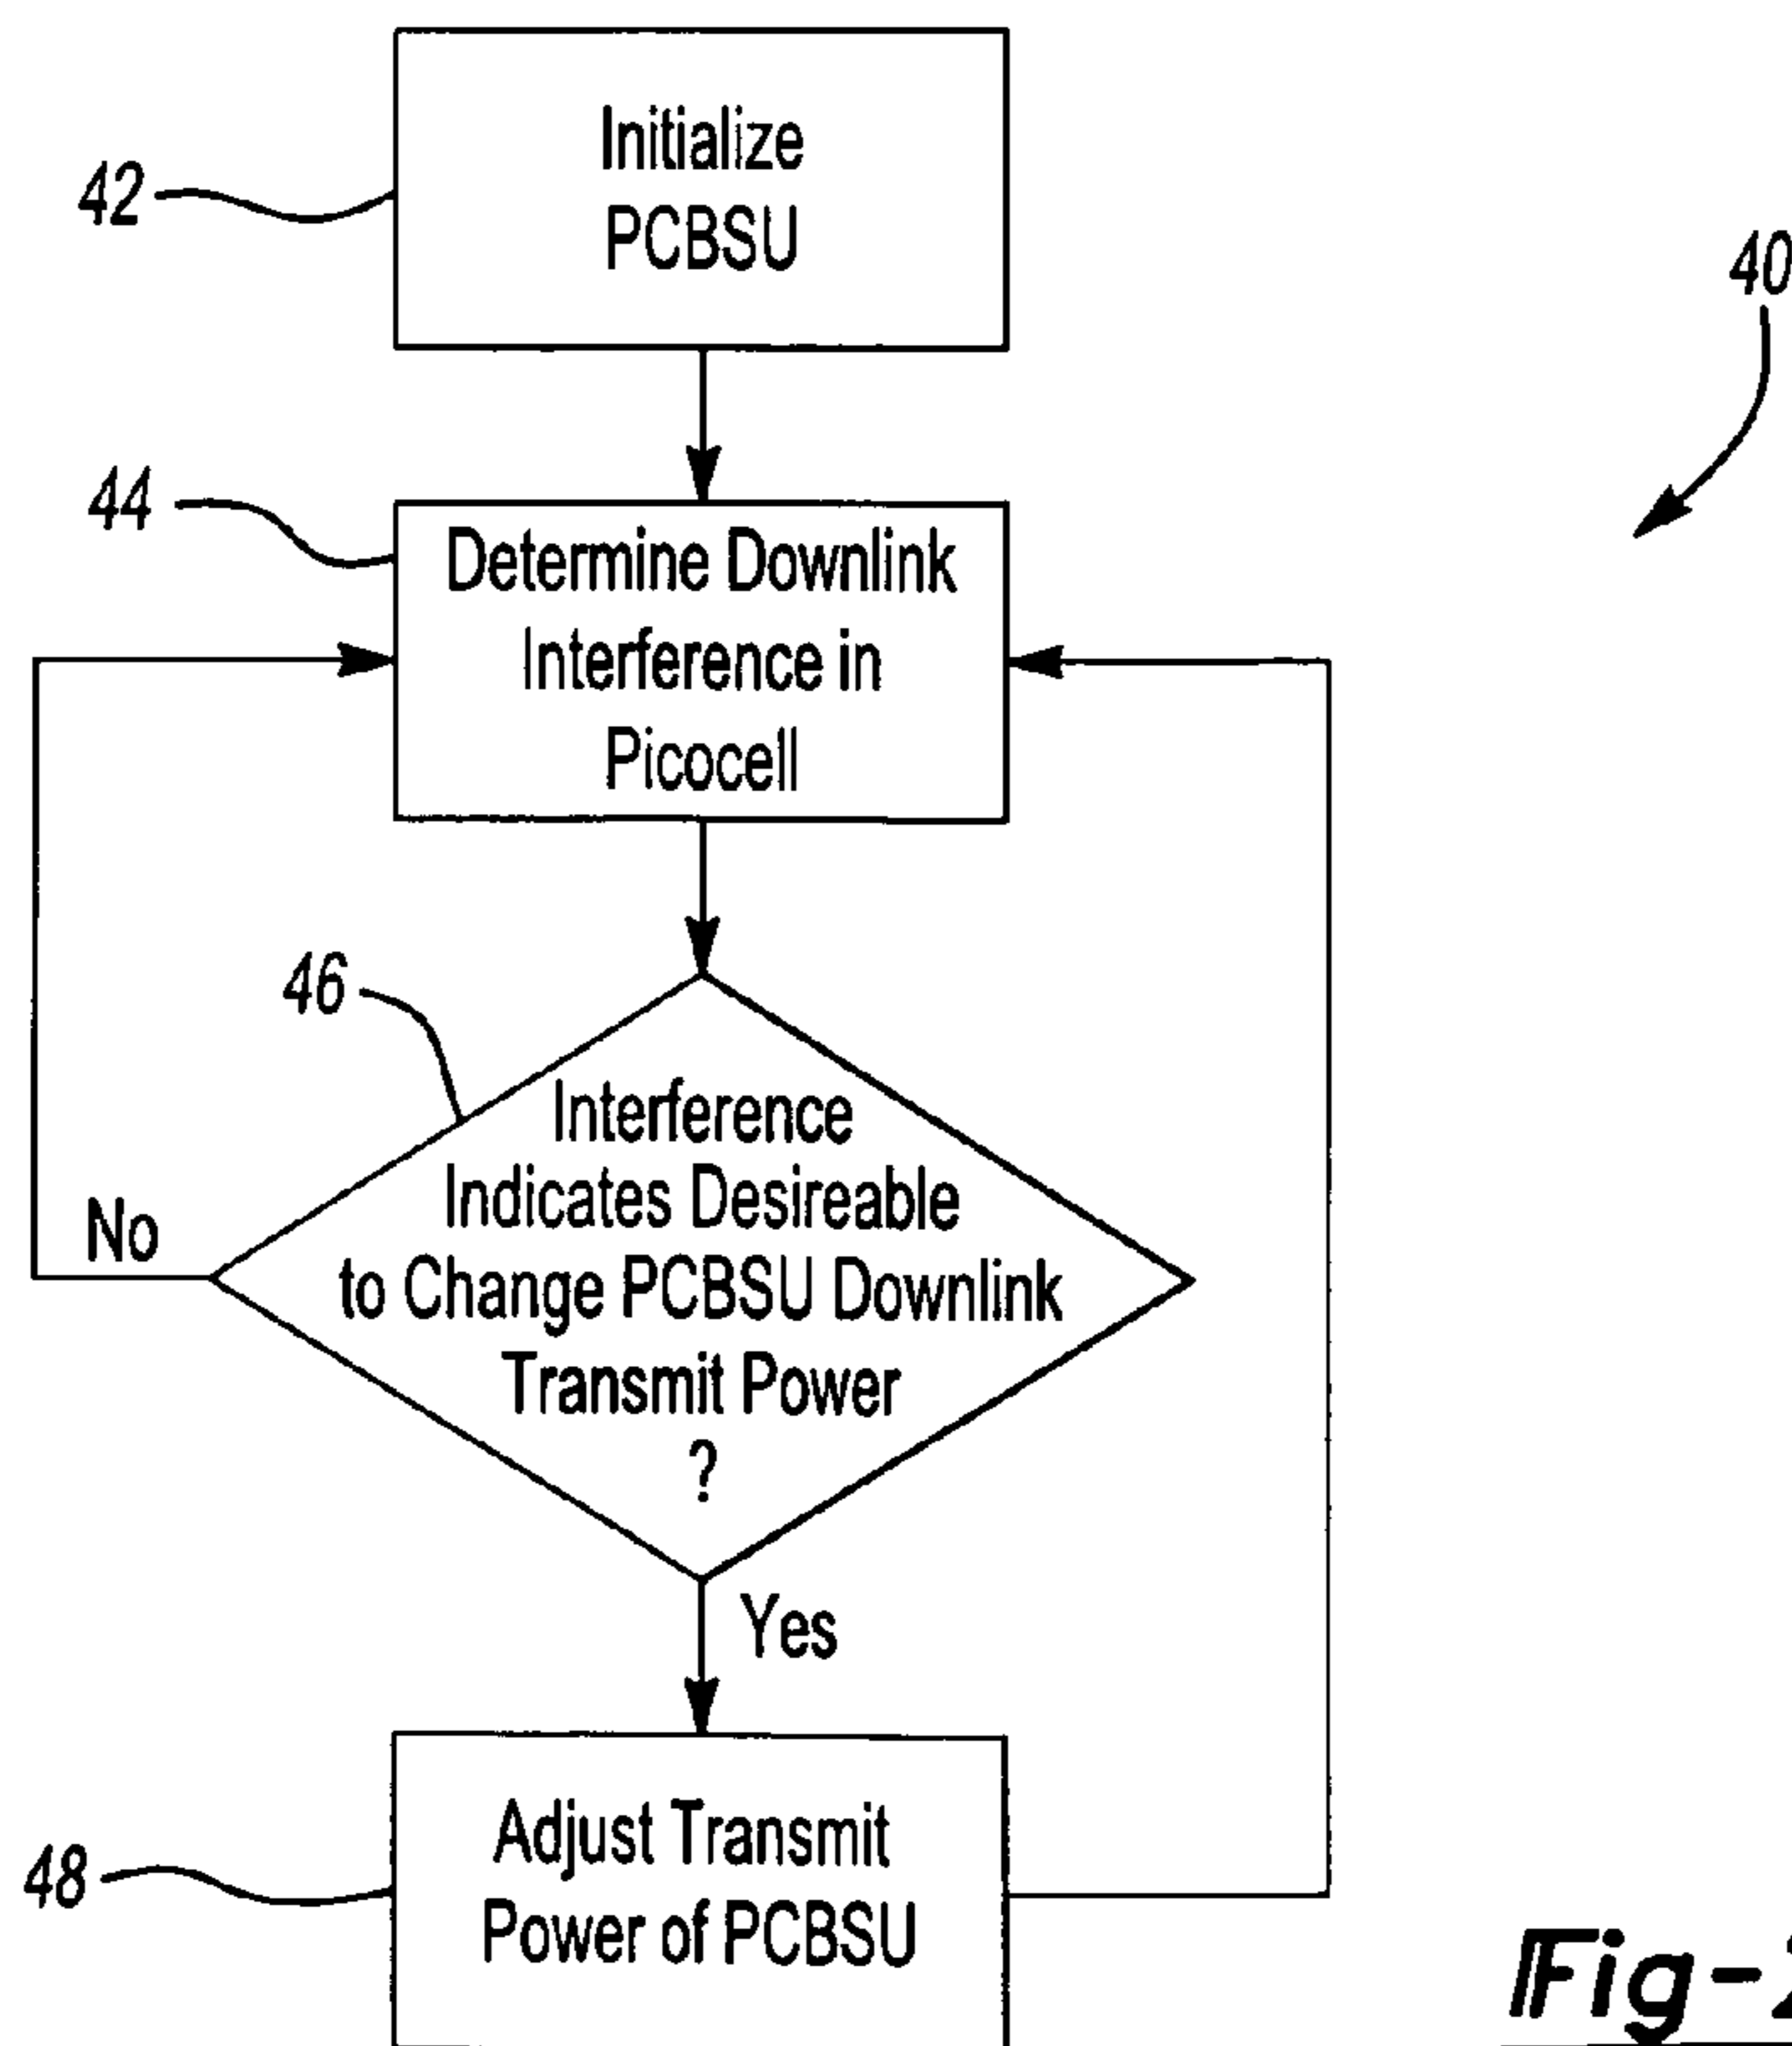 Initialize
PCBSU
42
40
44
Determine Downlink
Interference in
Picocell
46
Interference
Indicates Desireable
to Change PCBSU Downlink
Transmit Power
?
No
Yes
48
Adjust Transmit
Power of PCBSU